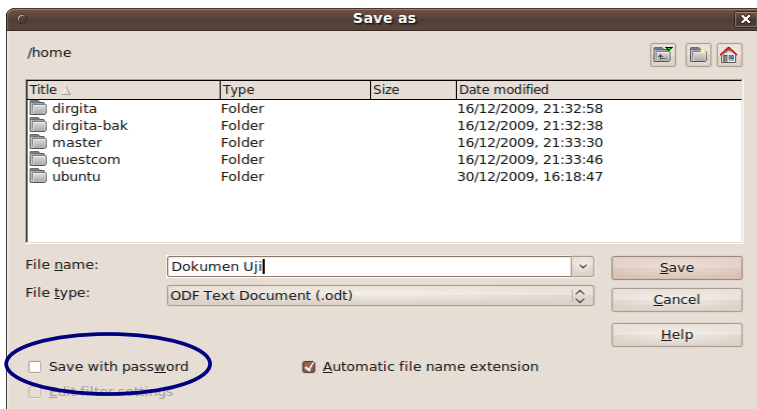 Save as
/home
Title Type Size Date modified
dirgita Folder 16/12/2009, 21:32:58
dirgita-bak Folder 16/12/2009, 21:32:38
master Folder 16/12/2009, 21:33:30
questcom Folder 16/12/2009, 21:33:46
ubuntu Folder 30/12/2009, 16:18:47
File name: Dokumen Uji Save
File type: ODF Text Document (.odt) Cancel
Help
Save with password Automatic file name extension
Edit filter settings